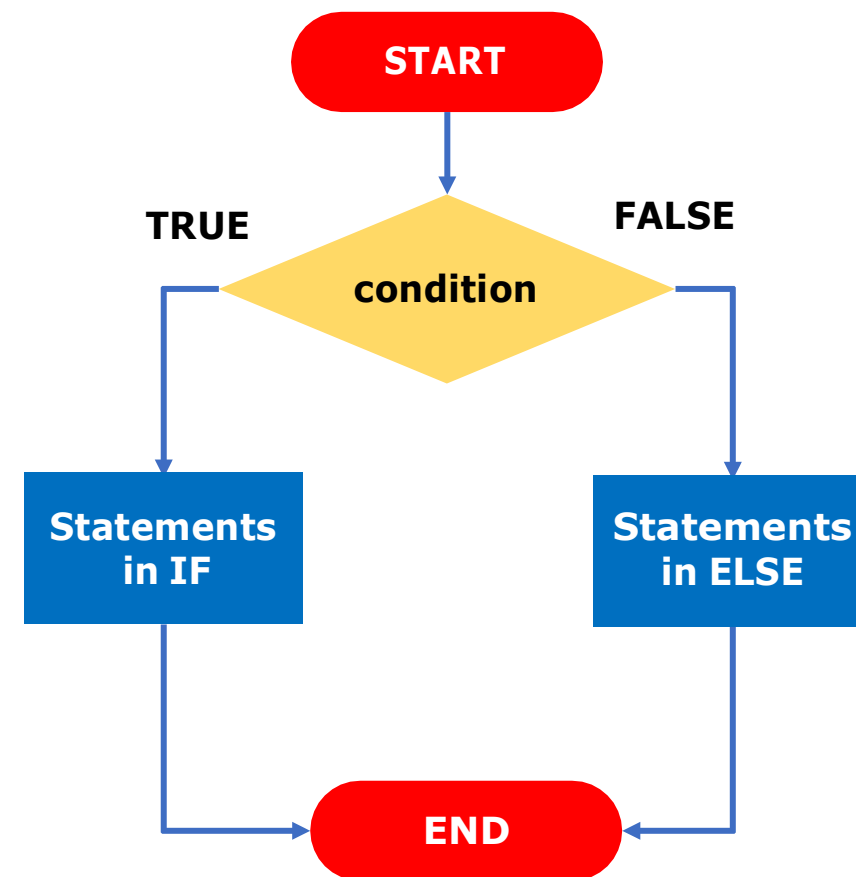 START
TRUE
FALSE
condition
Statements
in IF
Statements
in ELSE
END